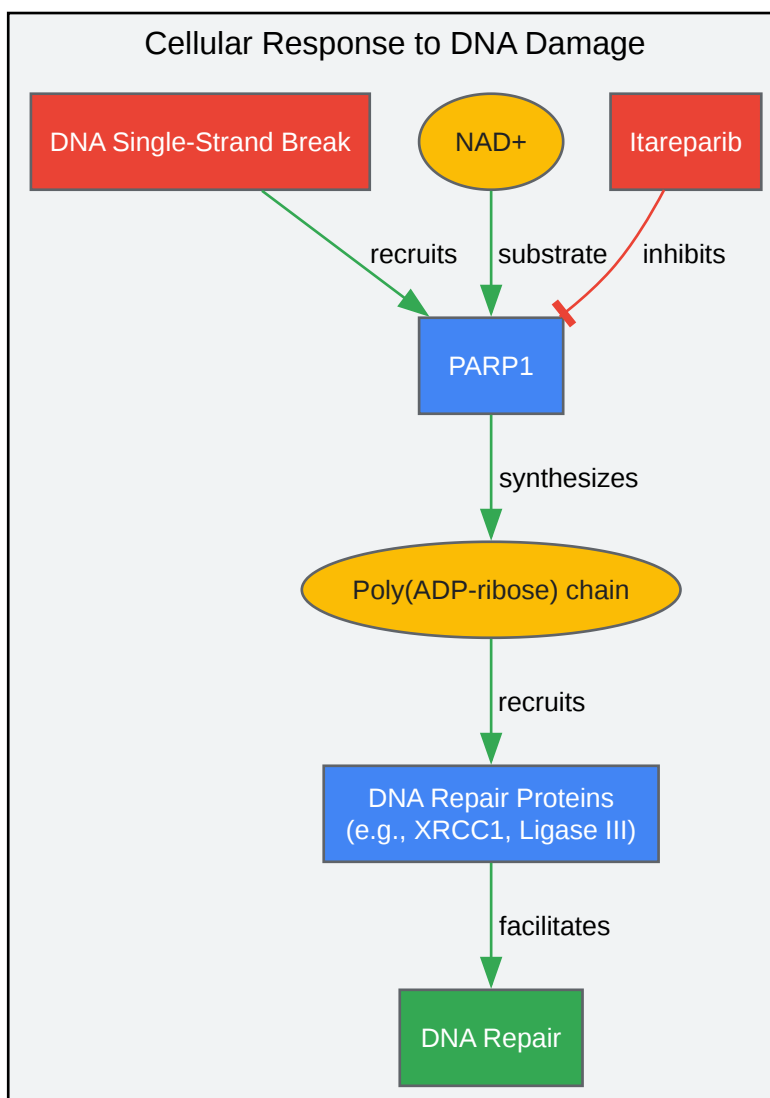 Cellular Response to DNA Damage
DNA Single-Strand Break
NAD+
Itareparib
recruits
substrate
inhibits
PARP1
synthesizes
Poly(ADP-ribose) chain
recruits
DNA Repair Proteins
(e.g., XRCC1, Ligase III)
facilitates
DNA Repair